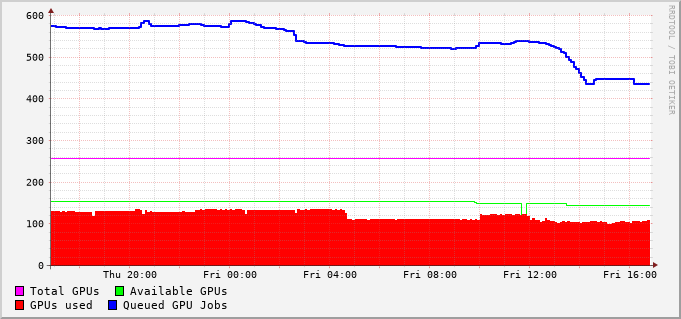 600
500
400
300
200
100
0
Thu 20:00 Fri 00:00 Fri 04:00 Fri 08:00 Fri 12:00 Fri 16:00
Total GPUs Available GPUs
GPUs used Queued GPU Jobs
RRDTOOL / TOBI OETIKER